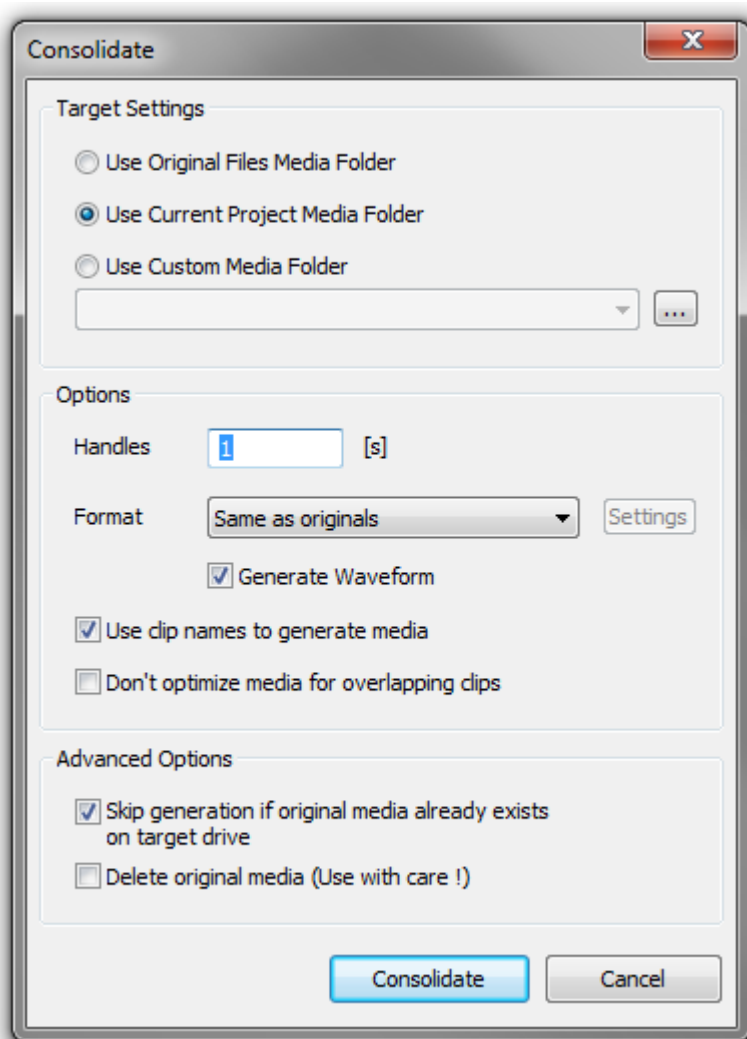 Consolidate
Target Settings
Use Original Files Media Folder
Use Current Project Media Folder
Use Custom Media Folder
...
Options
Handles 1 [s]
Format Same as originals Settings
Generate Waveform
Use clip names to generate media
Don't optimize media for overlapping clips
Advanced Options
Skip generation if original media already exists
on target drive
Delete original media (Use with care !)
Consolidate Cancel